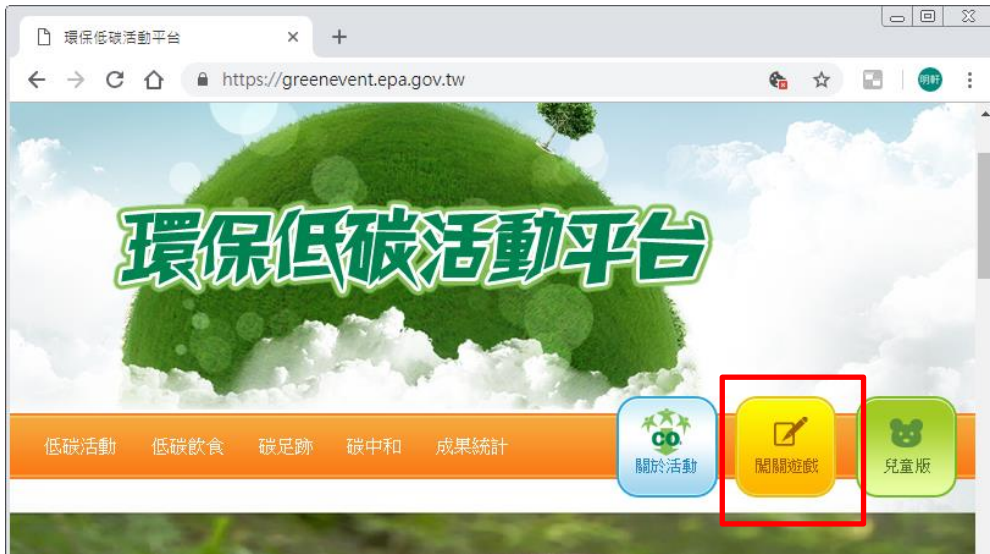 環保低碳活動平台
https://greenevent.epa.gov.tw
明軒
環保低碳活動平台
低碳活動 低碳飲食 碳足跡 碳中和 成果統計
CO
關於活動
闖關遊戲
兒童版